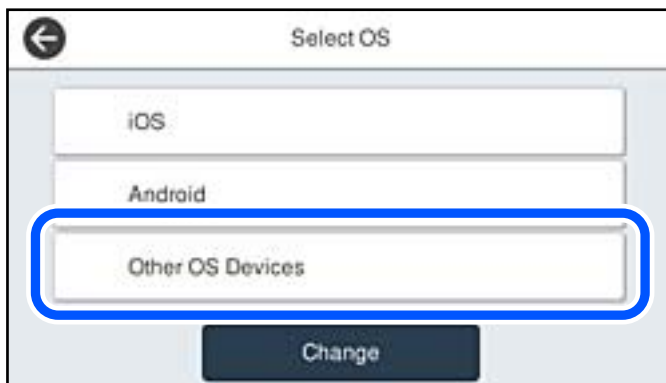 Select OS
iOS
Android
Other OS Devices
Change